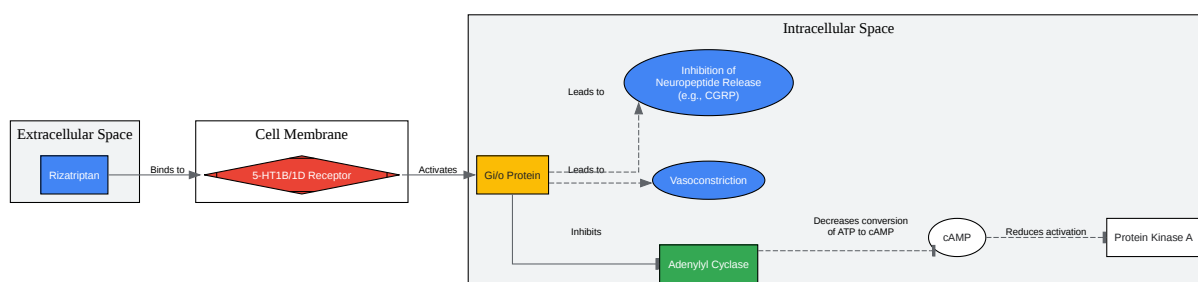 Intracellular Space
Inhibition of
Neuropeptide Release
(e.g., CGRP)
Leads to
Extracellular Space
Cell Membrane
Rizatriptan
Binds to
5-HT1B/1D Receptor
Activates
Gi/o Protein
Leads to
Vasoconstriction
Inhibits
Decreases conversion
of ATP to cAMP
cAMP
Reduces activation
Protein Kinase A
Adenylyl Cyclase